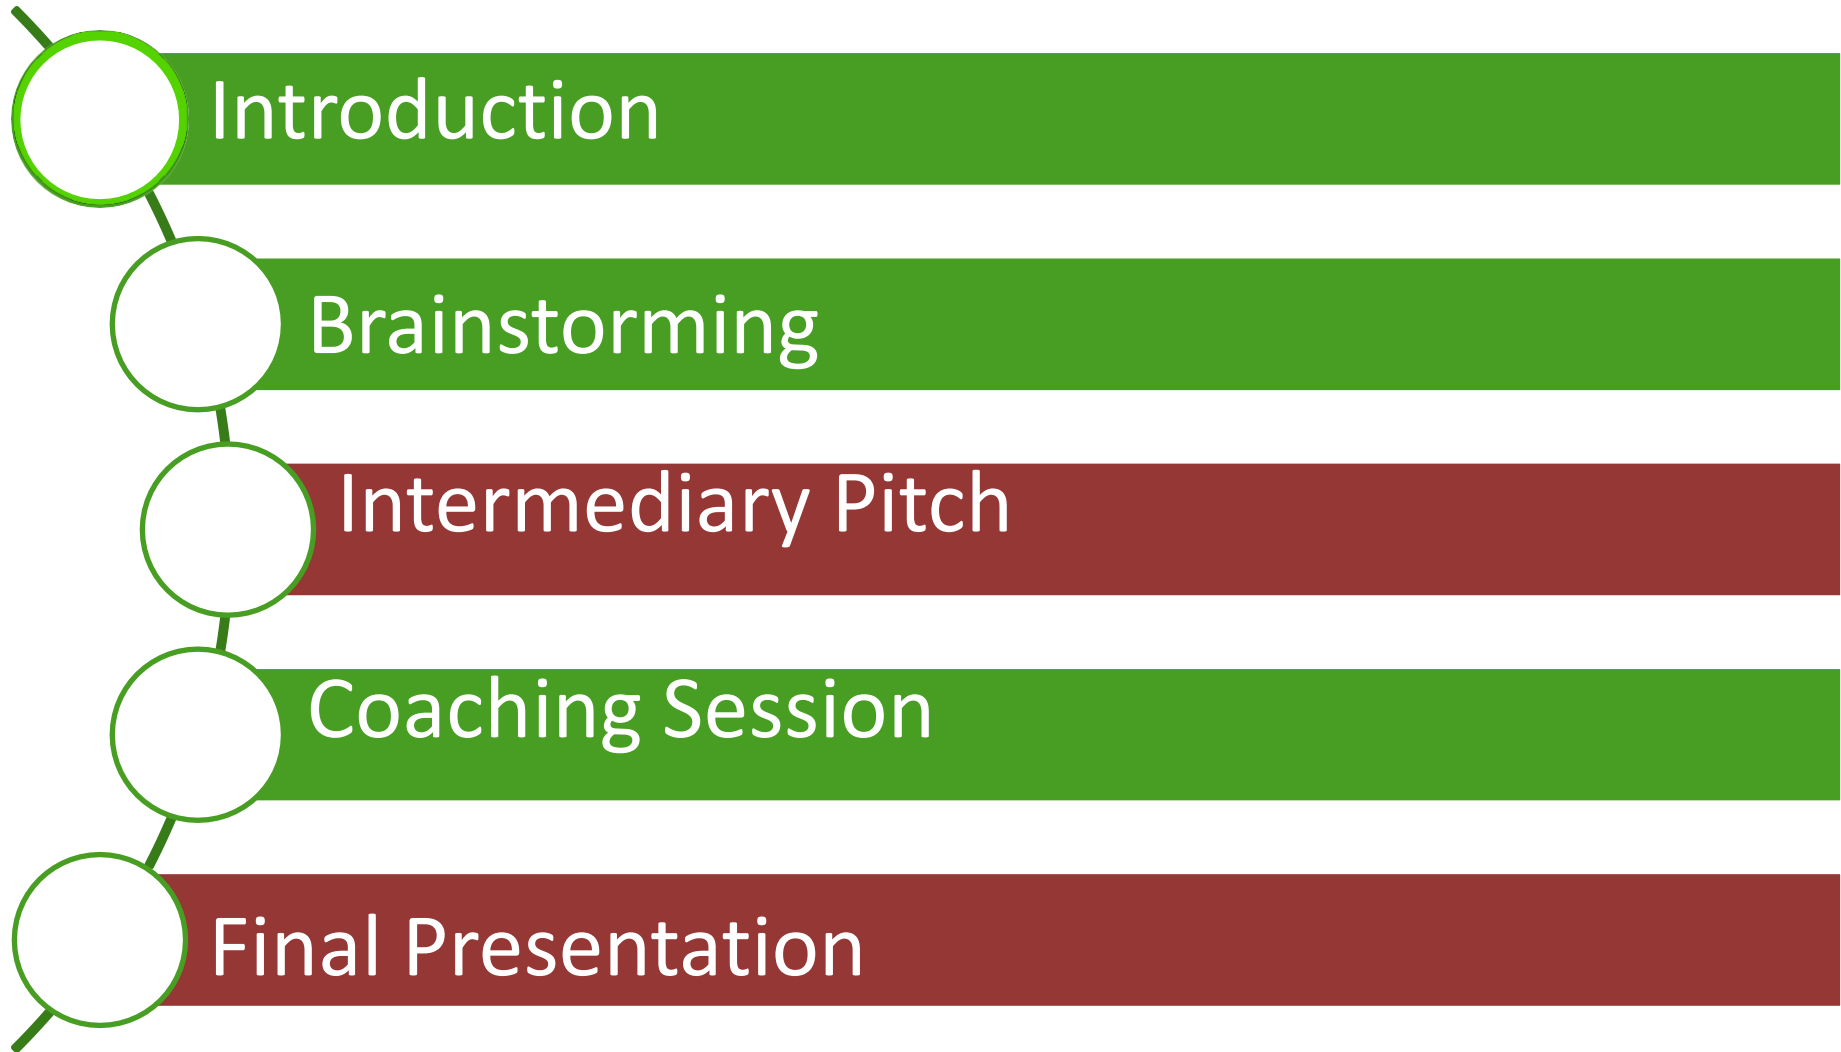 Introduction
Brainstorming
Intermediary Pitch
Coaching Session
Final Presentation